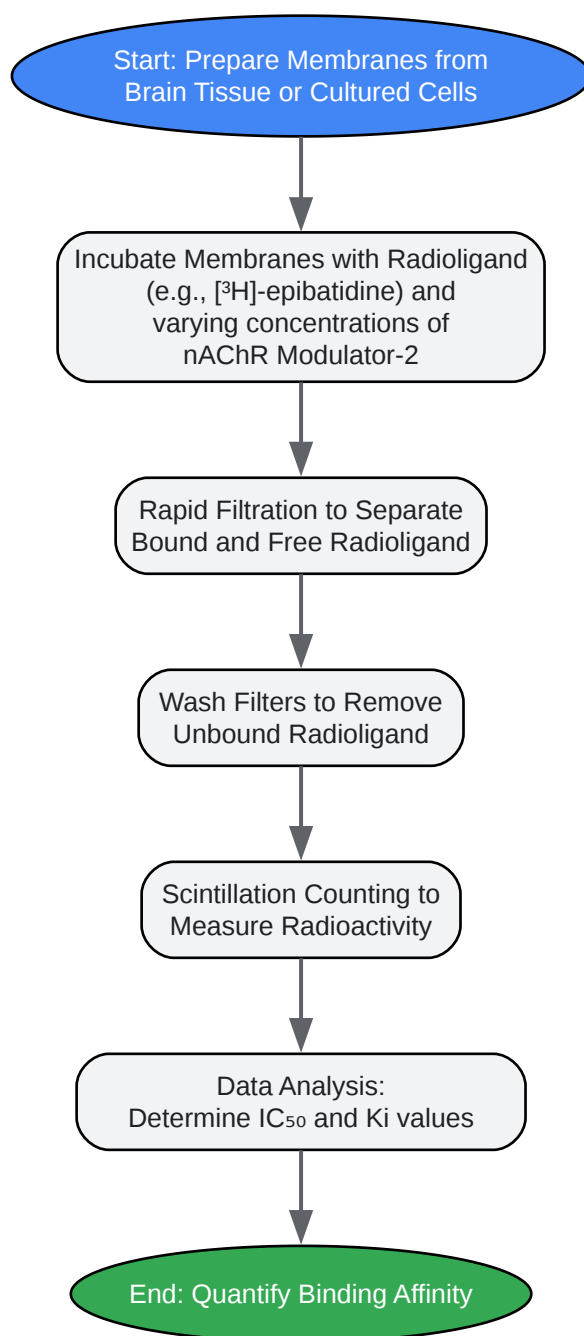 Start: Prepare Membranes from
Brain Tissue or Cultured Cells
Incubate Membranes with Radioligand
(e.g., [³H]-epibatidine) and
varying concentrations of
nAChR Modulator-2
Rapid Filtration to Separate
Bound and Free Radioligand
Wash Filters to Remove
Unbound Radioligand
Scintillation Counting to
Measure Radioactivity
Data Analysis:
Determine IC₅₀ and Ki values
End: Quantify Binding Affinity